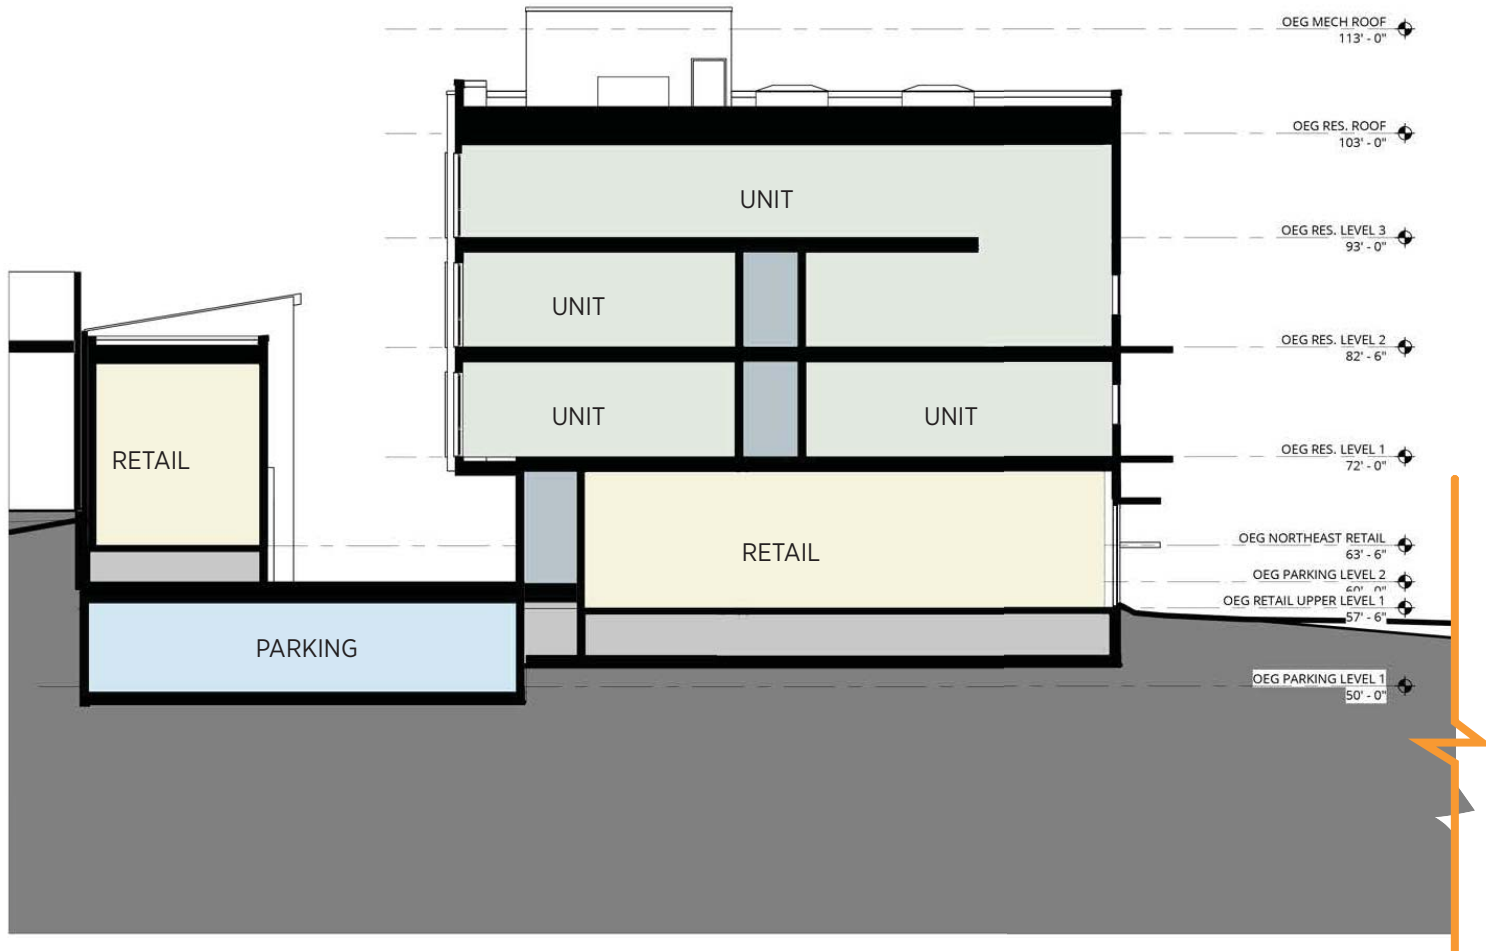 OEG MECH ROOF
113' - 0"
OEG RES. ROOF
103' - 0"
UNIT
OEG RES. LEVEL 3
93' - 0"
UNIT
OEG RES. LEVEL 2
82' - 6"
UNIT
UNIT
OEG RES. LEVEL 1
72' - 0"
RETAIL
RETAIL
OEG NORTHEAST RETAIL
63' - 6"
OEG PARKING LEVEL 2
60' - 0"
OEG RETAIL UPPER LEVEL 1
57' - 6"
PARKING
OEG PARKING LEVEL 1
50' - 0"